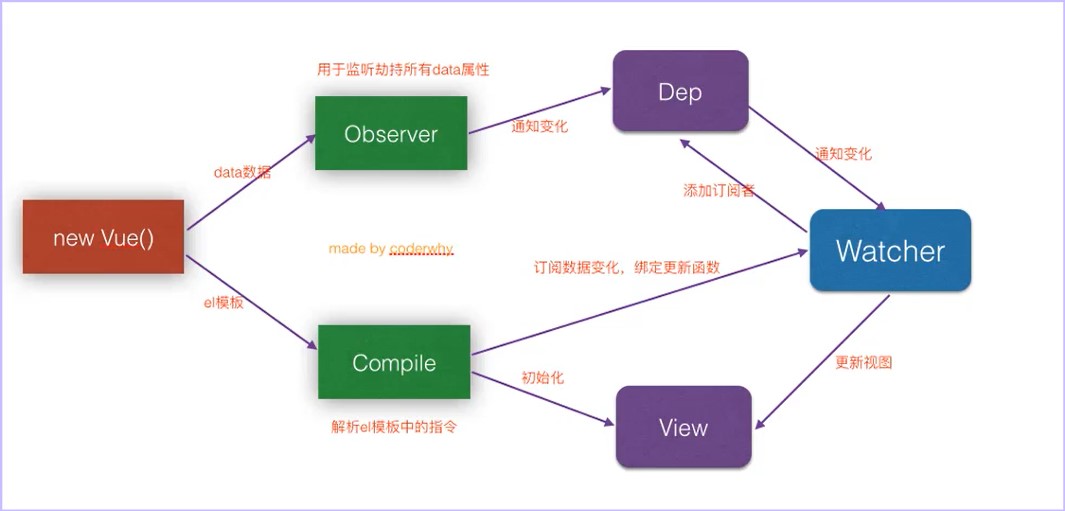 用于监听劫持所有data属性
Dep
Observer
通知变化
通知变化
data数据
添加订阅者
new Vue()
Watcher
made by coderwhy
订阅数据变化，绑定更新函数
el模板
Compile
初始化
更新视图
解析el模板中的指令
View